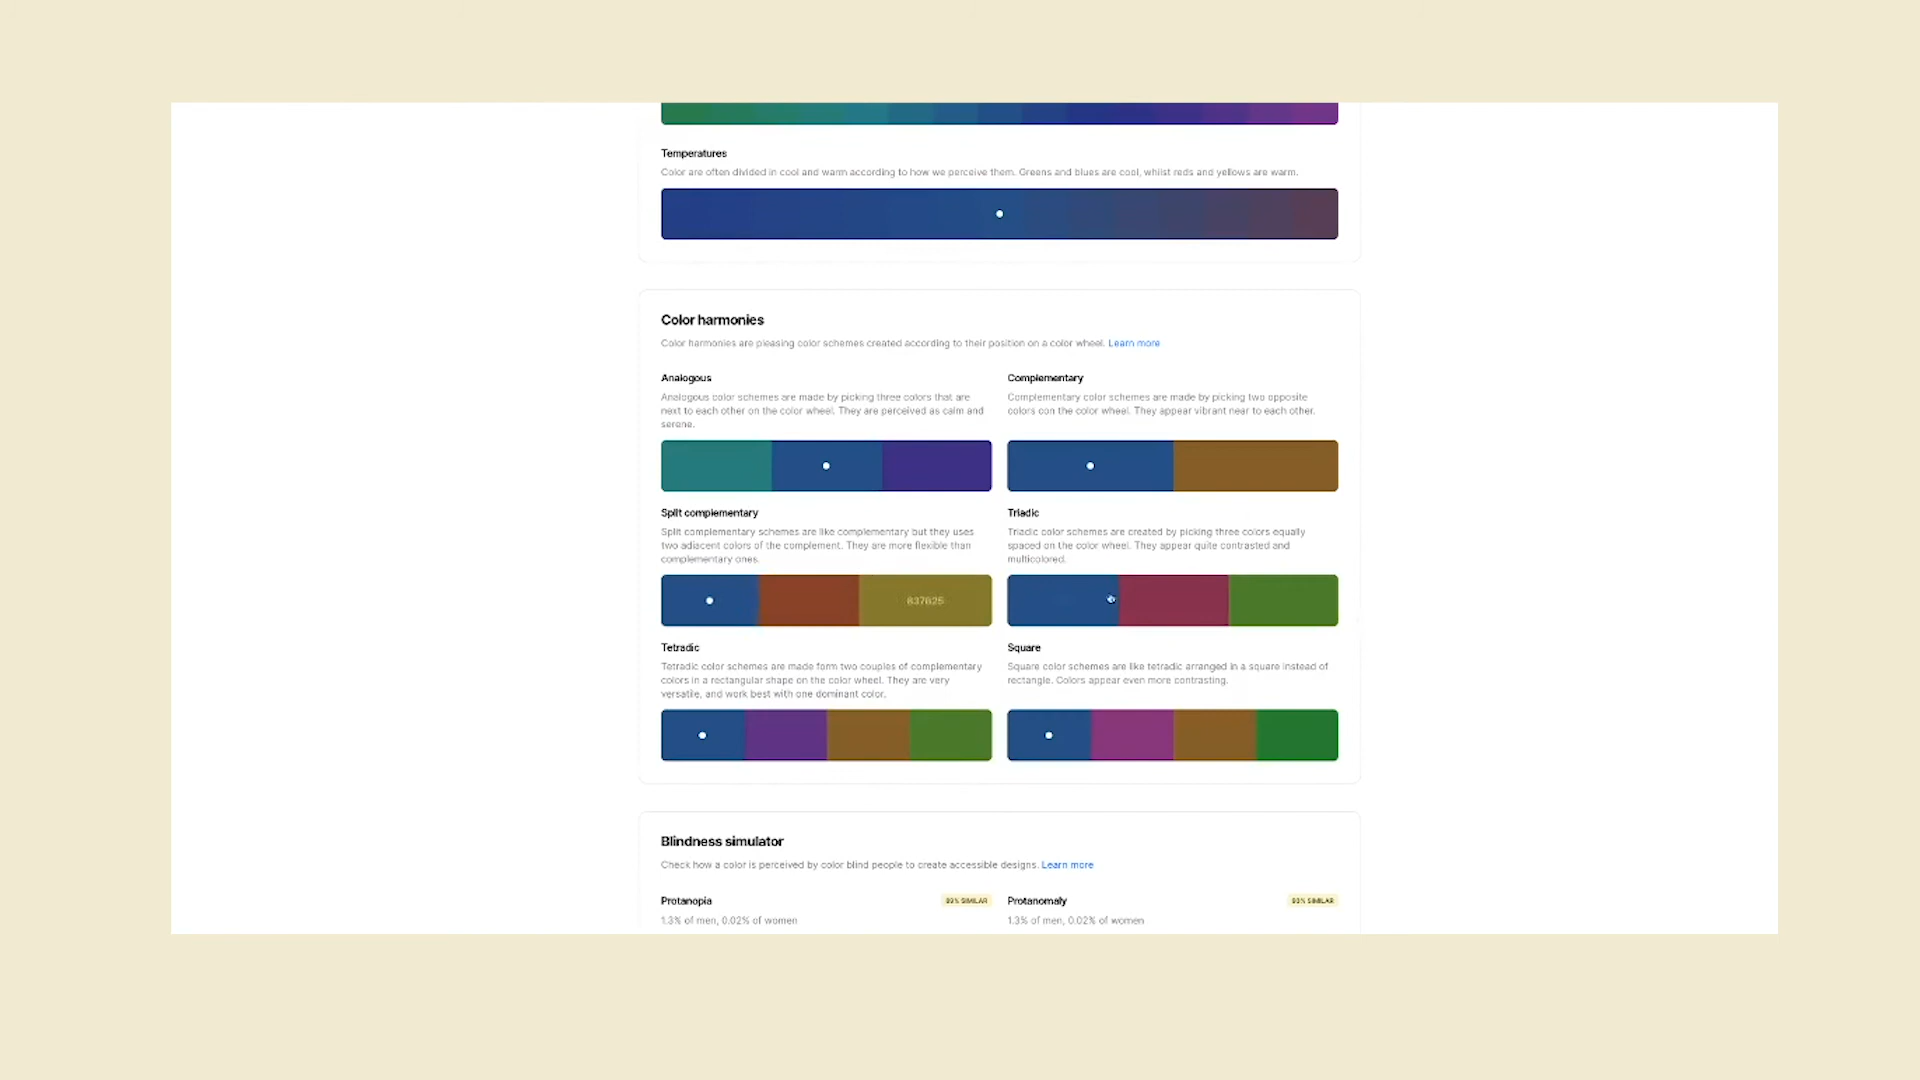 Temperatures
Color are often divided in cool and warm according to how we perceive them. Greens and blues are cool, whilst reds and yellows are warm.
Color harmonies
Color harmonies are pleasing color schemes created according to their position on a color wheel. Learn more
Analogous
Analogous color schemes are made by picking three colors that are
next to each other on the color wheel. They are perceived as calm and
serene.
Complementary
Complementary color schemes are made by picking two opposite
colors con the color wheel. They appear vibrant near to each other.
Split complementary
Split complementary schemes are like complementary but they uses
two adiacent colors of the complement. They are more flexible than
complementary ones.
837625
Triadic
Triadic color schemes are created by picking three colors equally
spaced on the color wheel. They appear quite contrasted and
multicolored.
Tetradic
Tetradic color schemes are made form two couples of complementary
colors in a rectangular shape on the color wheel. They are very
versatile, and work best with one dominant color.
Square
Square color schemes are like tetradic arranged in a square instead of
rectangle. Colors appear even more contrasting.
Blindness simulator
Check how a color is perceived by color blind people to create accessible designs. Learn more
Protanopia
SIMILAR
1.3% of men, 0.02% of women
Protanomaly
SIMILAR
1.3% of men, 0.02% of women